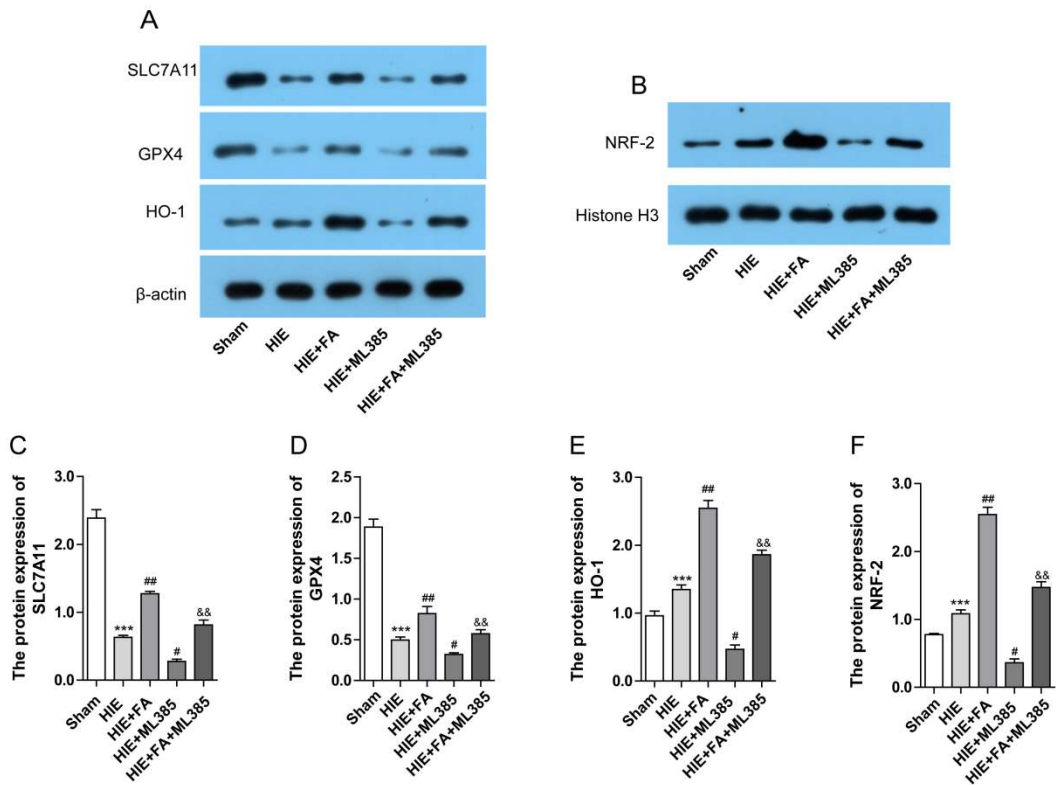 A
SLC7A11
GPX4
HO-1
β-actin
Sham
HIE
HIE+FA
HIE+ML385
HIE+FA+ML385
B
NRF-2
Histone H3
Sham
HIE
HIE+FA
HIE+ML385
HIE+FA+ML385
C
The protein expression of
SLC7A11
3.0
2.0
1.0
0.0
***
##
#
&&
Sham
HIE
HIE+FA
HIE+ML385
HIE+FA+ML385
D
The protein expression of
GPX4
2.5
2.0
1.5
1.0
0.5
0.0
***
##
#
&&
Sham
HIE
HIE+FA
HIE+ML385
HIE+FA+ML385
E
The protein expression of
HO-1
3.0
2.0
1.0
0.0
***
##
#
&&
Sham
HIE
HIE+FA
HIE+ML385
HIE+FA+ML385
F
The protein expression of
NRF-2
3.0
2.0
1.0
0.0
***
##
#
&&
Sham
HIE
HIE+FA
HIE+ML385
HIE+FA+ML385